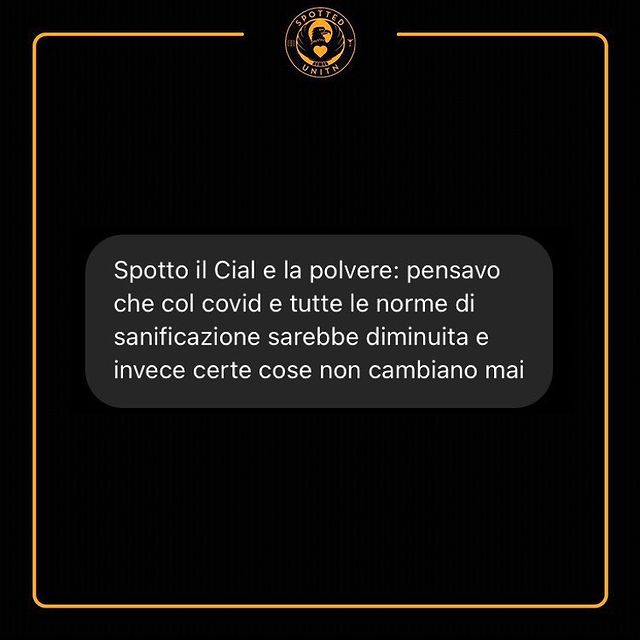 SPOTTED
UNITN
Spotto il Cial e la polvere: pensavo
che col covid e tutte le norme di
sanificazione sarebbe diminuita e
invece certe cose non cambiano mai